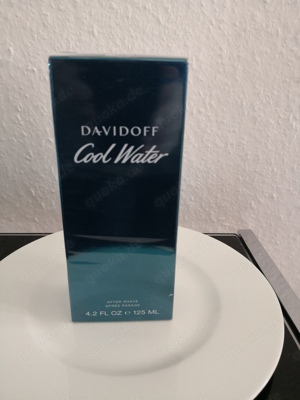 DAVIDOFF
Cool Water
AFTER SHAVE
APRÈS RASAGE
4.2 FL OZ ℮ 125 ML